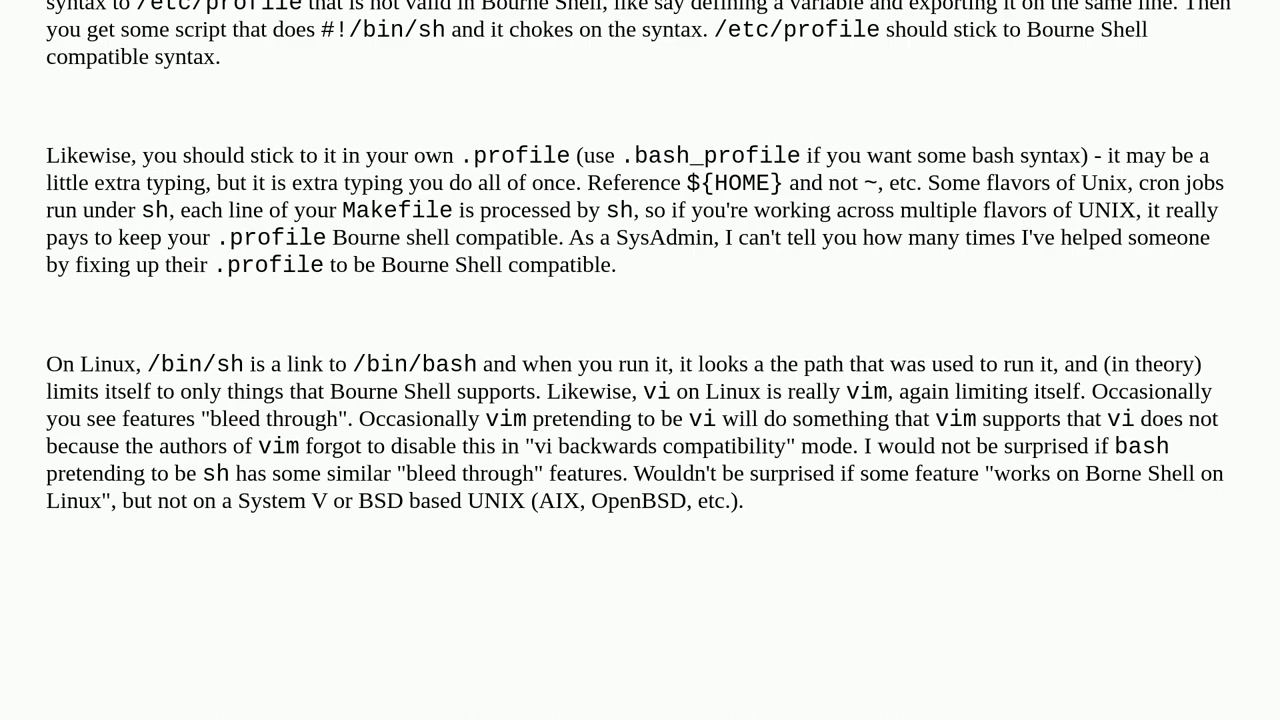 syntax to /etc/profile that is not valid in Bourne Shell, like say defining a variable and exporting it on the same line. Then
you get some script that does #!/bin/sh and it chokes on the syntax. /etc/profile should stick to Bourne Shell
compatible syntax.
Likewise, you should stick to it in your own .profile (use .bash_profile if you want some bash syntax) - it may be a
little extra typing, but it is extra typing you do all of once. Reference ${HOME} and not ~, etc. Some flavors of Unix, cron jobs
run under sh, each line of your Makefile is processed by sh, so if you're working across multiple flavors of UNIX, it really
pays to keep your .profile Bourne shell compatible. As a SysAdmin, I can't tell you how many times I've helped someone
by fixing up their .profile to be Bourne Shell compatible.
On Linux, /bin/sh is a link to /bin/bash and when you run it, it looks a the path that was used to run it, and (in theory)
limits itself to only things that Bourne Shell supports. Likewise, vi on Linux is really vim, again limiting itself. Occasionally
you see features "bleed through". Occasionally vim pretending to be vi will do something that vim supports that vi does not
because the authors of vim forgot to disable this in "vi backwards compatibility" mode. I would not be surprised if bash
pretending to be sh has some similar "bleed through" features. Wouldn't be surprised if some feature "works on Borne Shell on
Linux", but not on a System V or BSD based UNIX (AIX, OpenBSD, etc.).